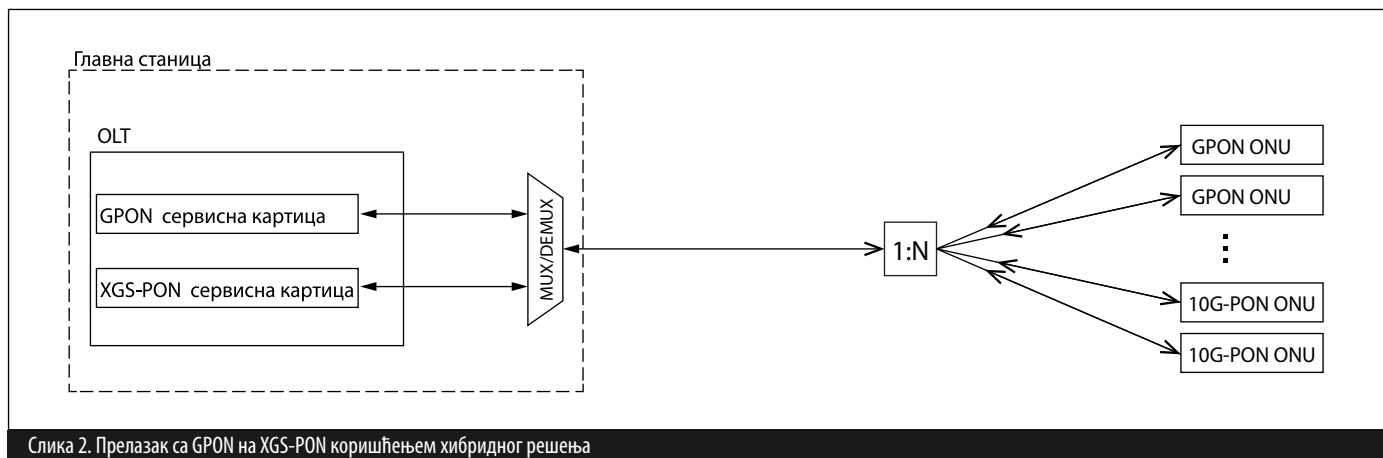 Главна станица
OLT
GPON сервисна картица
XGS-PON сервисна картица
MUX/DEMUX
1:N
GPON ONU
GPON ONU
10G-PON ONU
10G-PON ONU
Слика 2. Прелазак са GPON на XGS-PON коришћењем хибридног решења